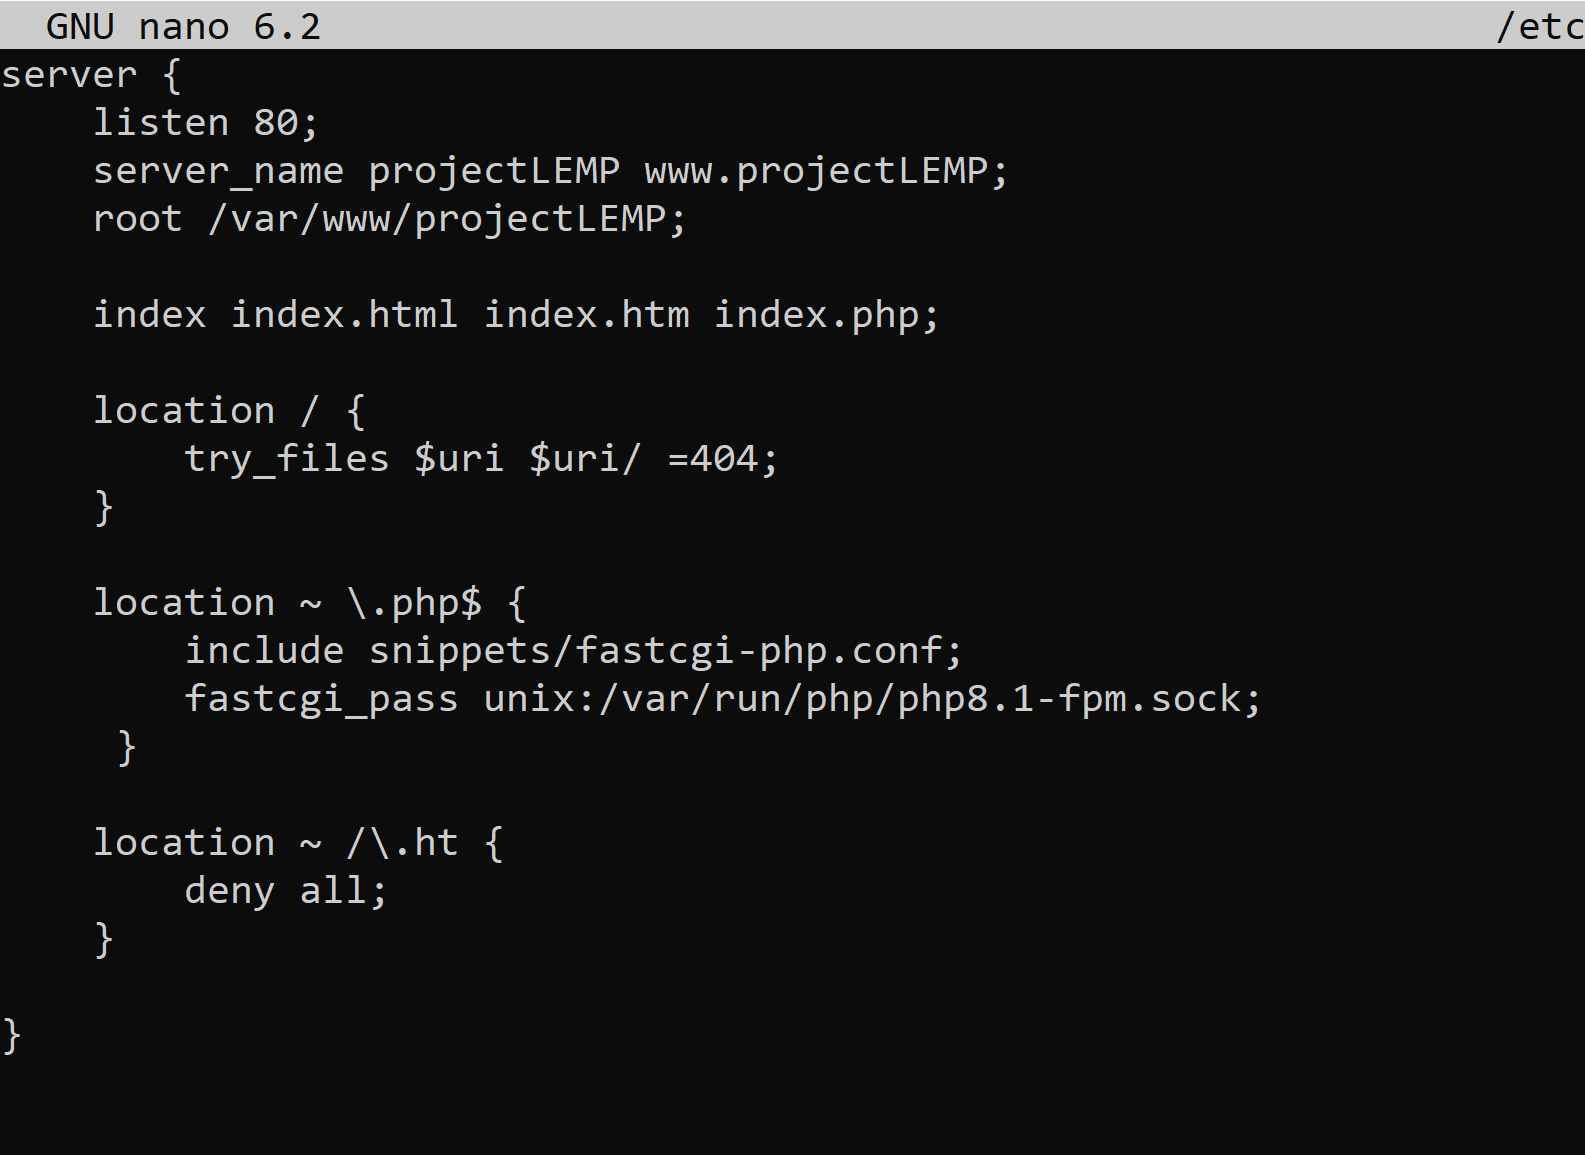 GNU nano 6.2 /etc
server {
    listen 80;
    server_name projectLEMP www.projectLEMP;
    root /var/www/projectLEMP;

    index index.html index.htm index.php;

    location / {
        try_files $uri $uri/ =404;
    }

    location ~ \.php$ {
        include snippets/fastcgi-php.conf;
        fastcgi_pass unix:/var/run/php/php8.1-fpm.sock;
     }

    location ~ /\.ht {
        deny all;
    }

}